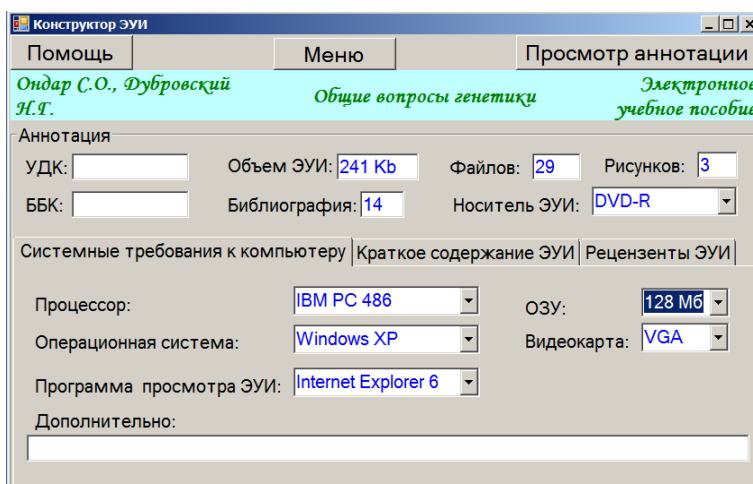 Конструктор ЭУИ
Помощь Меню Просмотр аннотации
Ондар С.О., Дубровский Н.Г. Общие вопросы генетики Электронное учебное пособие
Аннотация
УДК: Объем ЭУИ: 241 Kb Файлов: 29 Рисунков: 3
ББК: Библиография: 14 Носитель ЭУИ: DVD-R
Системные требования к компьютеру Краткое содержание ЭУИ Рецензенты ЭУИ
Процессор: IBM PC 486 ОЗУ: 128 Мб
Операционная система: Windows XP Видеокарта: VGA
Программа просмотра ЭУИ: Internet Explorer 6
Дополнительно: